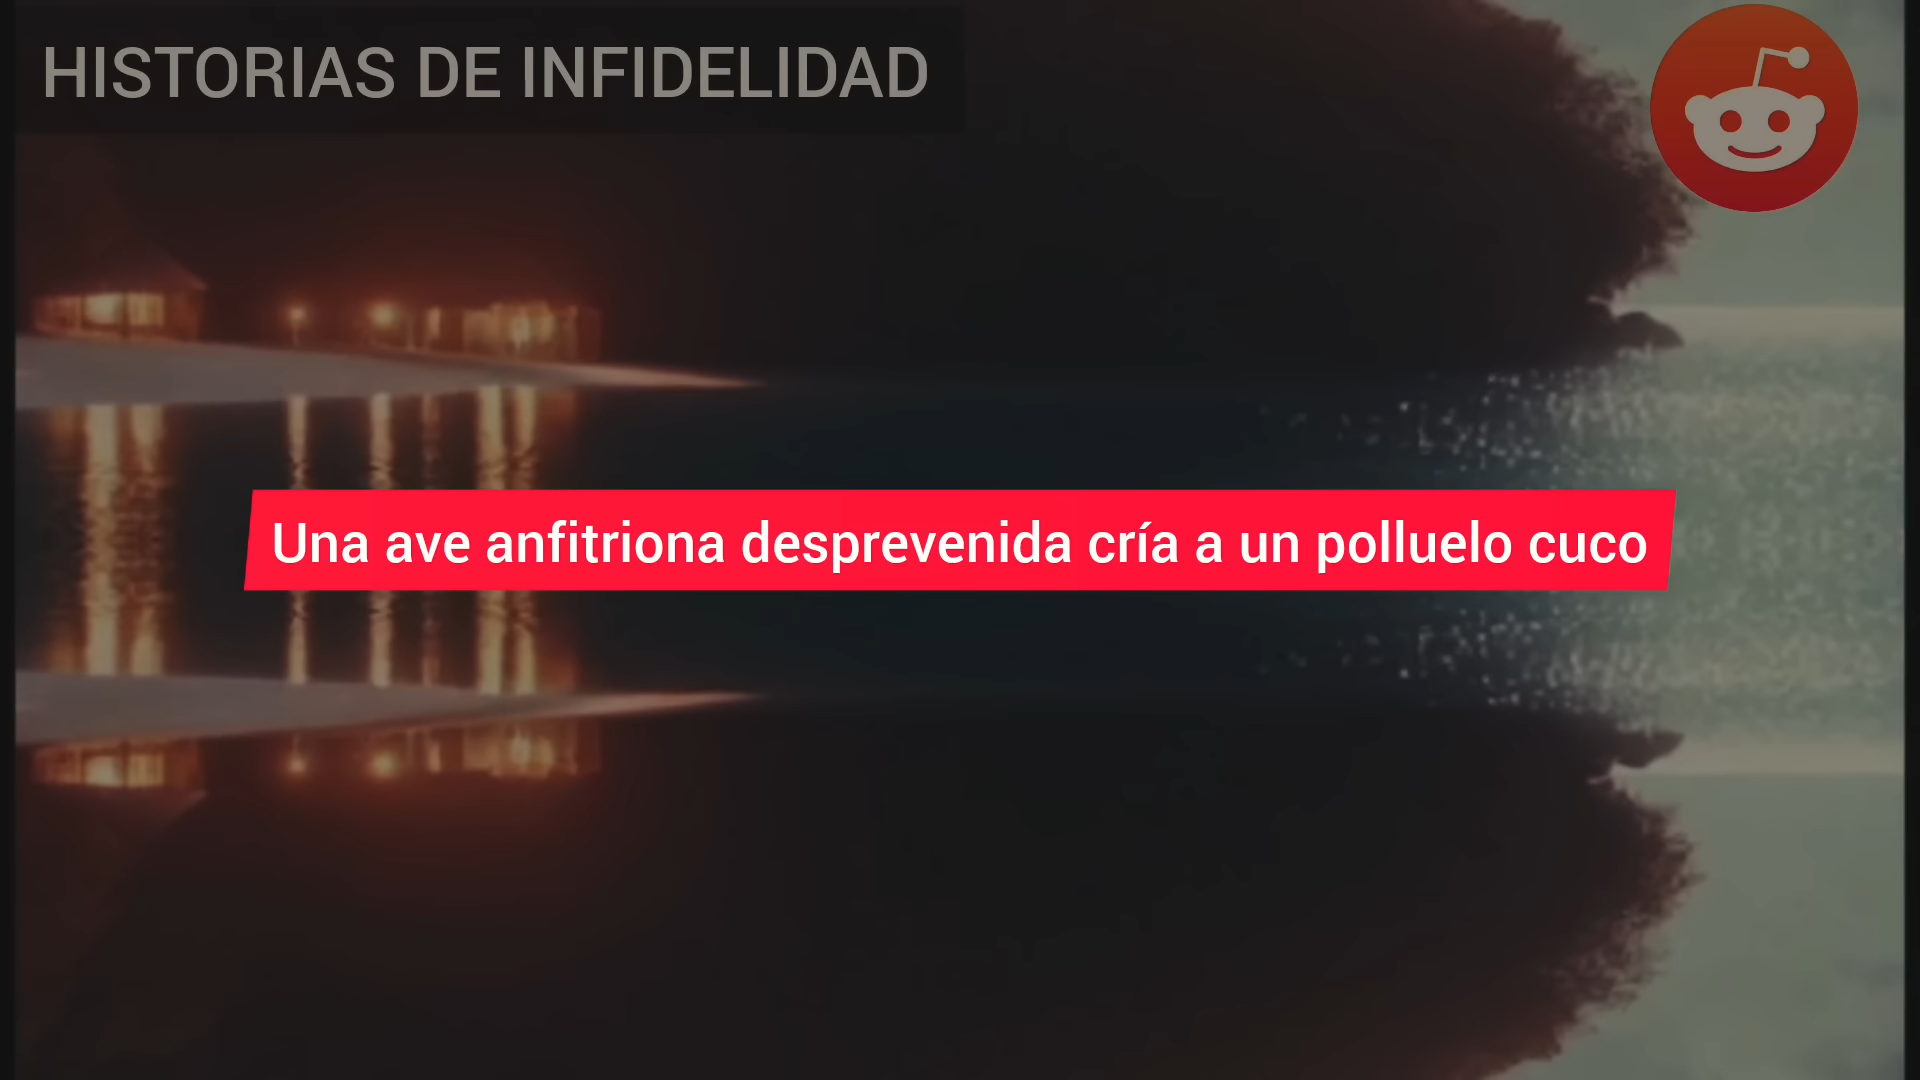 HISTORIAS DE INFIDELIDAD
Una ave anfitriona desprevenida cría a un polluelo cuco